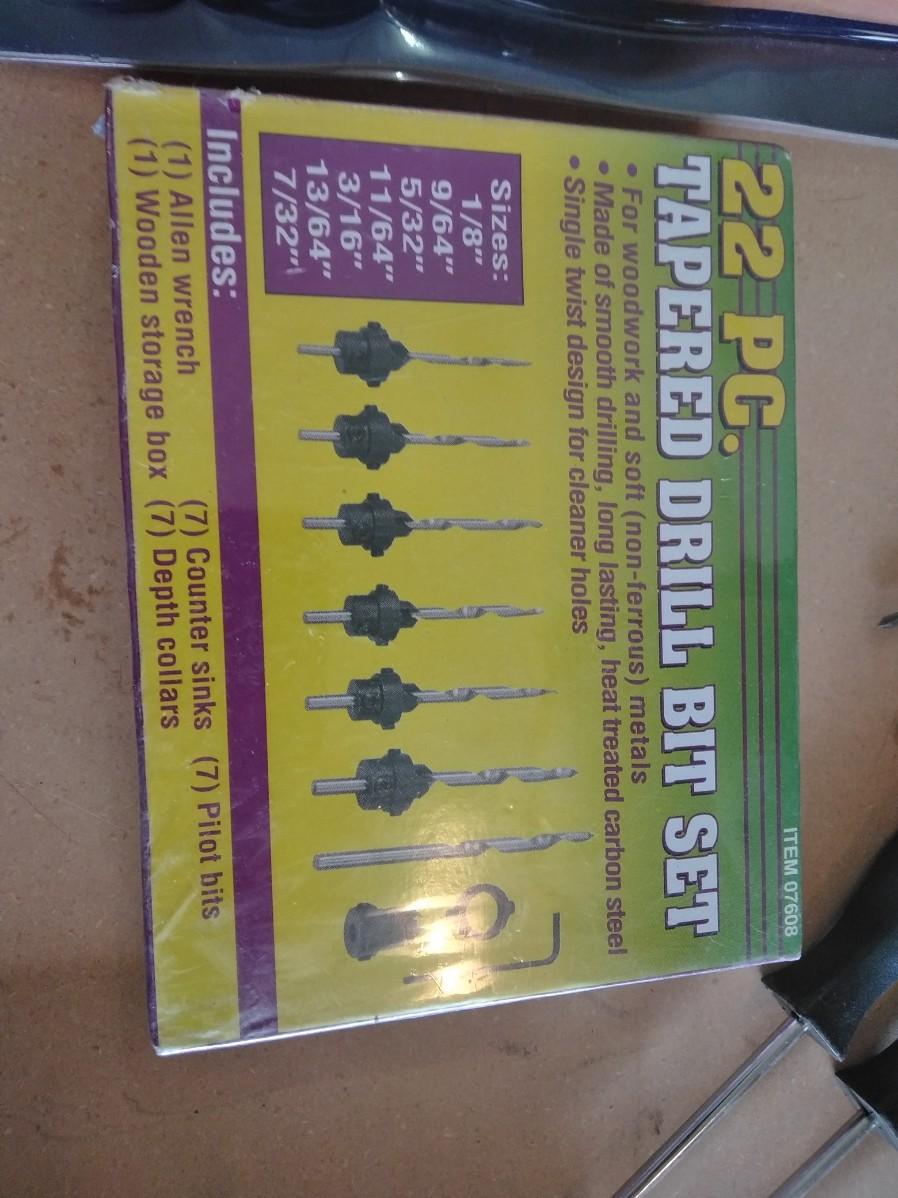 ITEM 07608
22 PC.
TAPERED DRILL BIT SET
• For woodwork and soft (non-ferrous) metals
• Made of smooth drilling, long lasting, heat treated carbon steel
• Single twist design for cleaner holes
Sizes:
1/8"
9/64"
5/32"
11/64"
3/16"
13/64"
7/32"
Includes:
(1) Allen wrench (7) Counter sinks (7) Pilot bits
(1) Wooden storage box (7) Depth collars